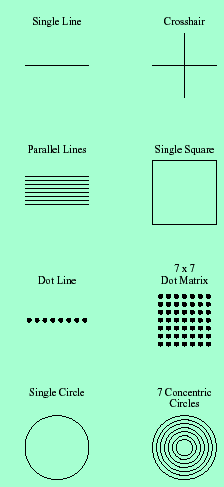 Single Line
Crosshair
Parallel Lines
Single Square
Dot Line
7 x 7
Dot Matrix
Single Circle
7 Concentric
Circles